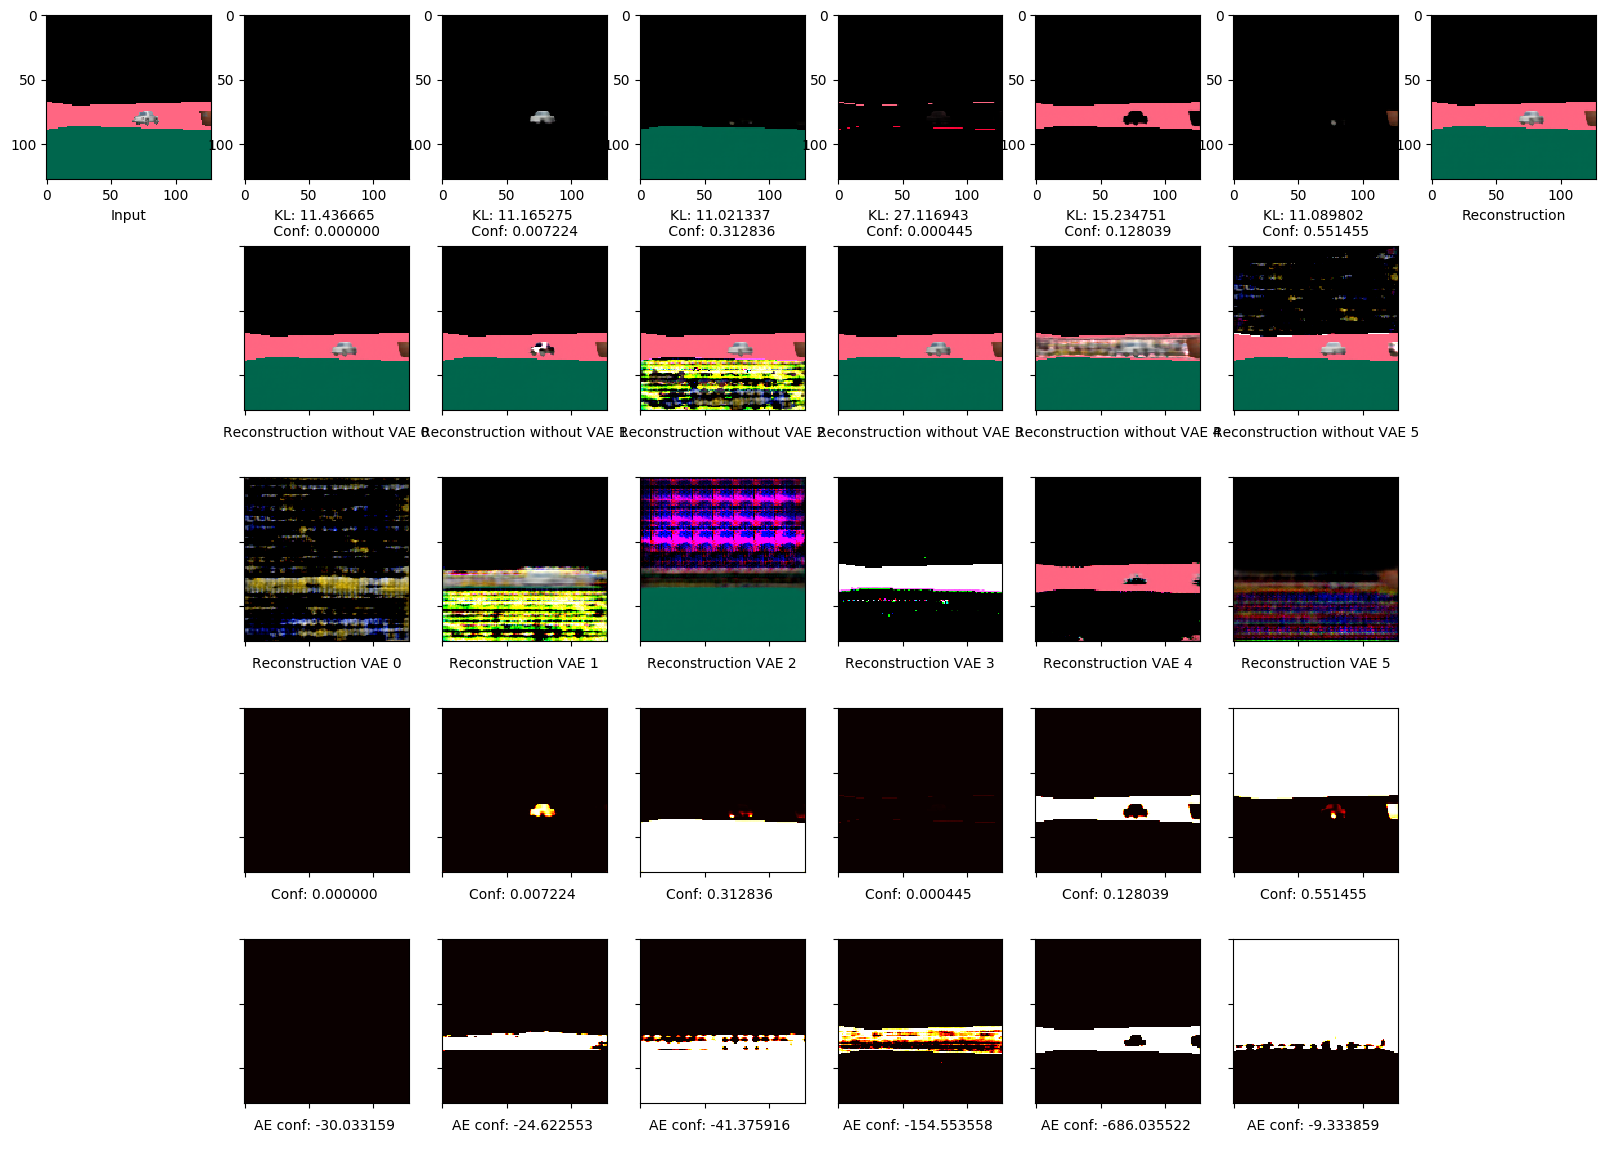 0
50
100
0
50
100
Input
50
100
0
50
100
KL: 11.436665
Conf: 0.000000
0
50
100
0
50
100
KL: 11.165275
Conf: 0.007224
0
50
100
0
50
100
KL: 11.021337
Conf: 0.312836
0
50
100
0
50
100
KL: 27.116943
Conf: 0.000445
0
50
100
0
50
100
KL: 15.234751
Conf: 0.128039
0
50
100
0
50
100
KL: 11.089802
Conf: 0.551455
0
50
100
0
50
100
Reconstruction
Reconstruction without VAE 0
Reconstruction without VAE 1
Reconstruction without VAE 2
Reconstruction without VAE 3
Reconstruction without VAE 4
Reconstruction without VAE 5
Reconstruction VAE 0
Reconstruction VAE 1
Reconstruction VAE 2
Reconstruction VAE 3
Reconstruction VAE 4
Reconstruction VAE 5
Conf: 0.000000
Conf: 0.007224
Conf: 0.312836
Conf: 0.000445
Conf: 0.128039
Conf: 0.551455
AE conf: -30.033159
AE conf: -24.622553
AE conf: -41.375916
AE conf: -154.553558
AE conf: -686.035522
AE conf: -9.333859